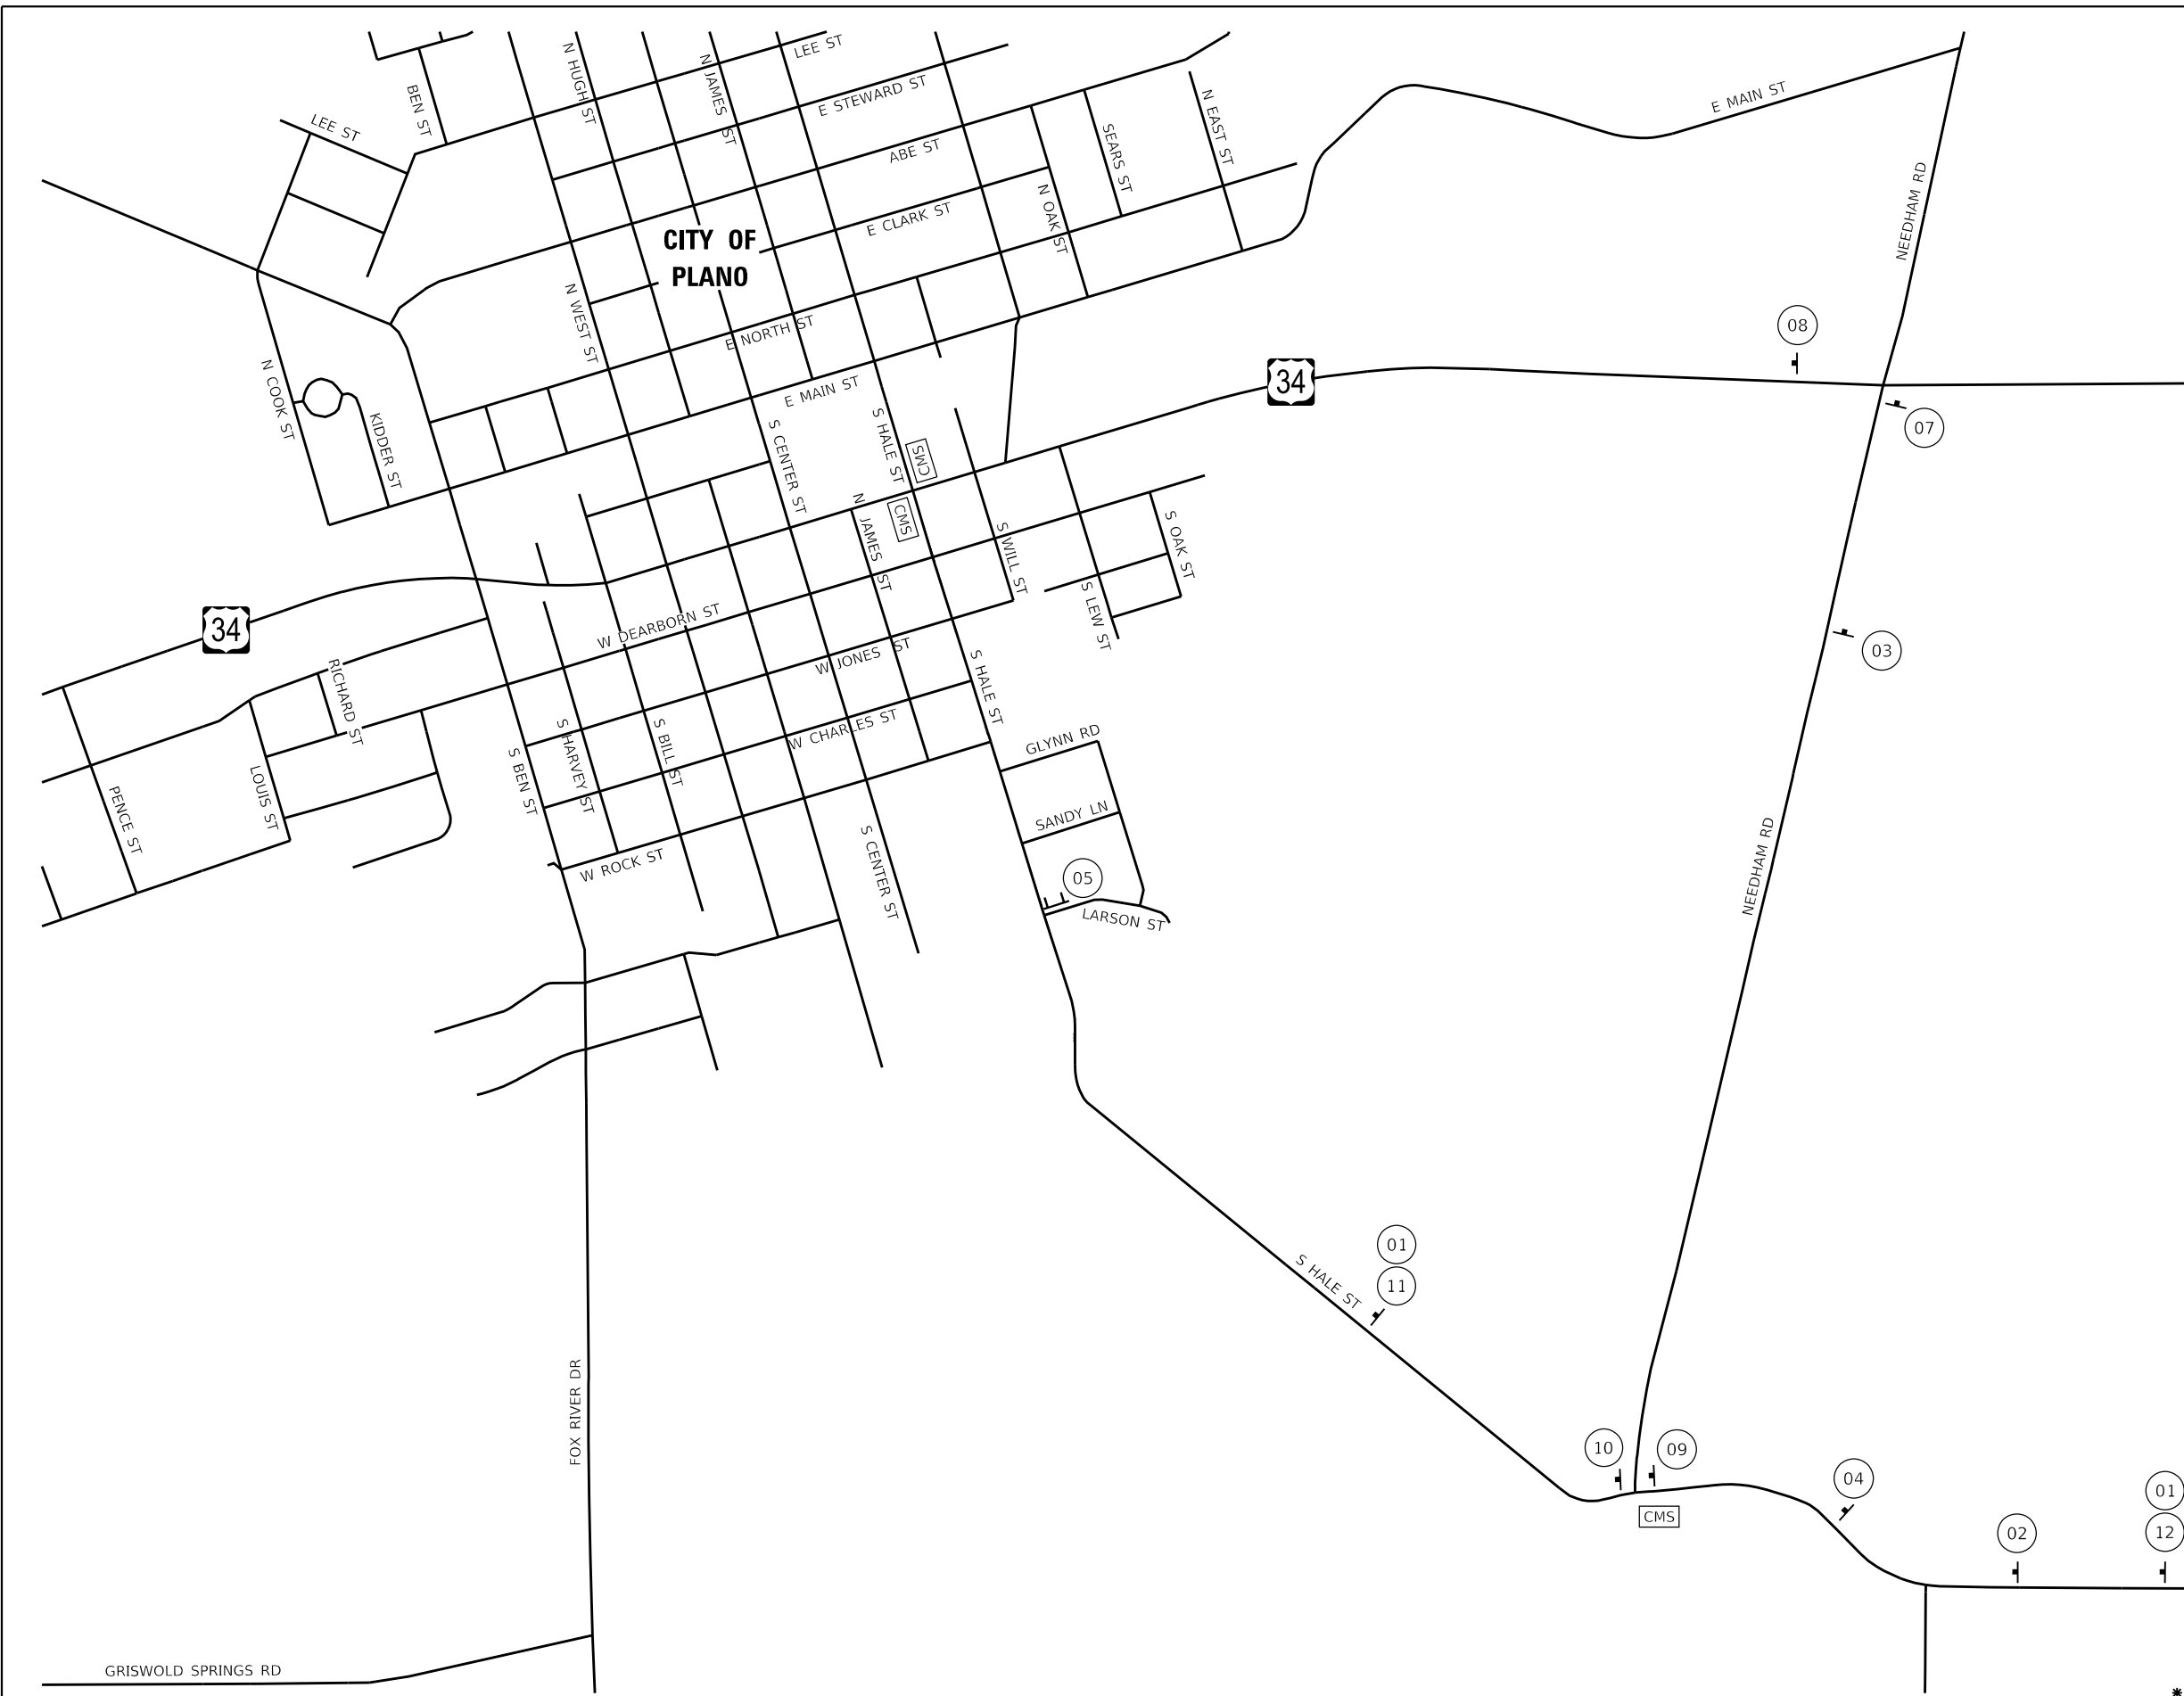 LEE ST
N HUGH ST
N JAMES ST
BEN ST
E STEWARD ST
E MAIN ST
LEE ST
N EAST ST
SEARS ST
ABE ST
NEEDHAM RD
N OAK ST
E CLARK ST
CITY OF
PLANO
N WEST ST
E NORTH ST
08
34
E MAIN ST
N COOK ST
KIDDER ST
S CENTER ST
S HALE ST
CMS
07
CMS
N JAMES ST
S WILL ST
S OAK ST
34
W DEARBORN ST
S LEW ST
03
W JONES ST
RICHARD ST
S HALE ST
W CHARLES ST
S HARVEY ST
S BILL ST
GLYNN RD
S BEN ST
LOUIS ST
PENCE ST
SANDY LN
NEEDHAM RD
W ROCK ST
S CENTER ST
05
LARSON ST
01
11
S HALE ST
FOX RIVER DR
10
09
04
01
CMS
02
12
GRISWOLD SPRINGS RD
*